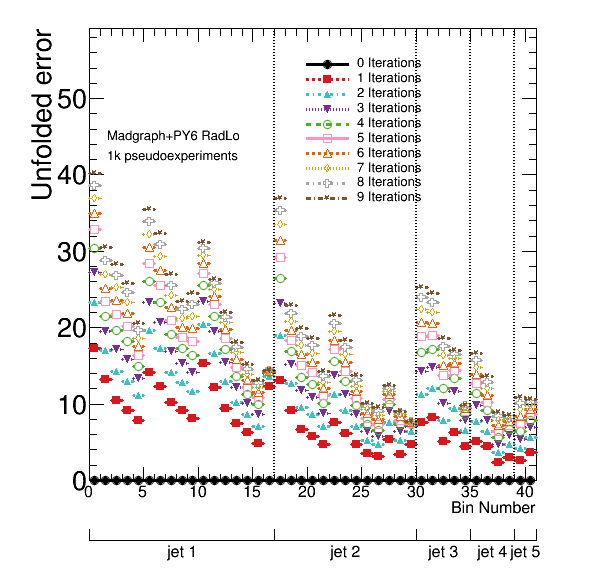 Unfolded error
50
40
30
20
10
0
0 Iterations
1 Iterations
2 Iterations
3 Iterations
4 Iterations
5 Iterations
6 Iterations
7 Iterations
8 Iterations
9 Iterations
Madgraph+PY6 RadLo
1k pseudoexperiments
0 5 10 15 20 25 30 35 40
Bin Number
jet 1 jet 2 jet 3 jet 4 jet 5